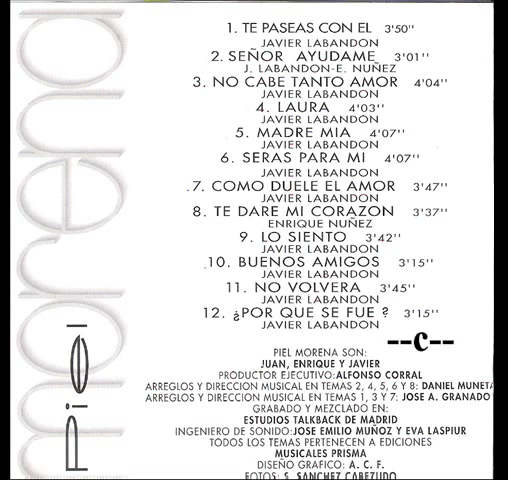 morena
Piel
1. TE PASEAS CON EL 3'50''
JAVIER LABANDON
2. SEÑOR AYUDAME 3'01''
J. LABANDON-E. NUÑEZ
3. NO CABE TANTO AMOR 4'04''
JAVIER LABANDON
4. LAURA 4'03''
JAVIER LABANDON
5. MADRE MIA 4'07''
JAVIER LABANDON
6. SERAS PARA MI 4'07''
JAVIER LABANDON
7. COMO DUELE EL AMOR 3'47''
JAVIER LABANDON
8. TE DARE MI CORAZON 3'37''
ENRIQUE NUÑEZ
9. LO SIENTO 3'42''
JAVIER LABANDON
10. BUENOS AMIGOS 3'15''
JAVIER LABANDON
11. NO VOLVERA 3'45''
JAVIER LABANDON
12. ¿POR QUE SE FUE ? 3'15''
JAVIER LABANDON
--c--
PIEL MORENA SON:
JUAN, ENRIQUE Y JAVIER
PRODUCTOR EJECUTIVO:ALFONSO CORRAL
ARREGLOS Y DIRECCION MUSICAL EN TEMAS 2, 4, 5, 6 Y 8: DANIEL MUNETA
ARREGLOS Y DIRECCION MUSICAL EN TEMAS 1, 3 Y 7: JOSE A. GRANADO
GRABADO Y MEZCLADO EN:
ESTUDIOS TALKBACK DE MADRID
INGENIERO DE SONIDO:JOSE EMILIO MUÑOZ Y EVA LASPIUR
TODOS LOS TEMAS PERTENECEN A EDICIONES
MUSICALES PRISMA
DISEÑO GRAFICO: A. C. F.
FOTOS: S. SANCHEZ CABEZUDO